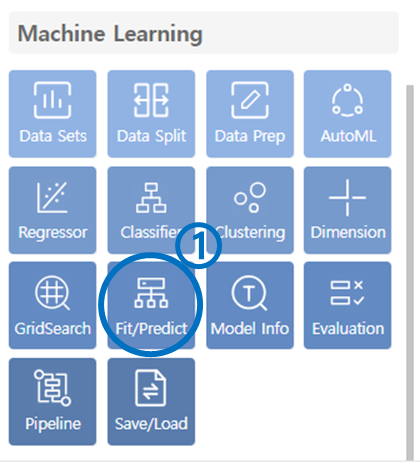 Machine Learning
Data Sets
Data Split
Data Prep
AutoML
Regressor
Classifier
Clustering
Dimension
1
GridSearch
Fit/Predict
Model Info
Evaluation
Pipeline
Save/Load